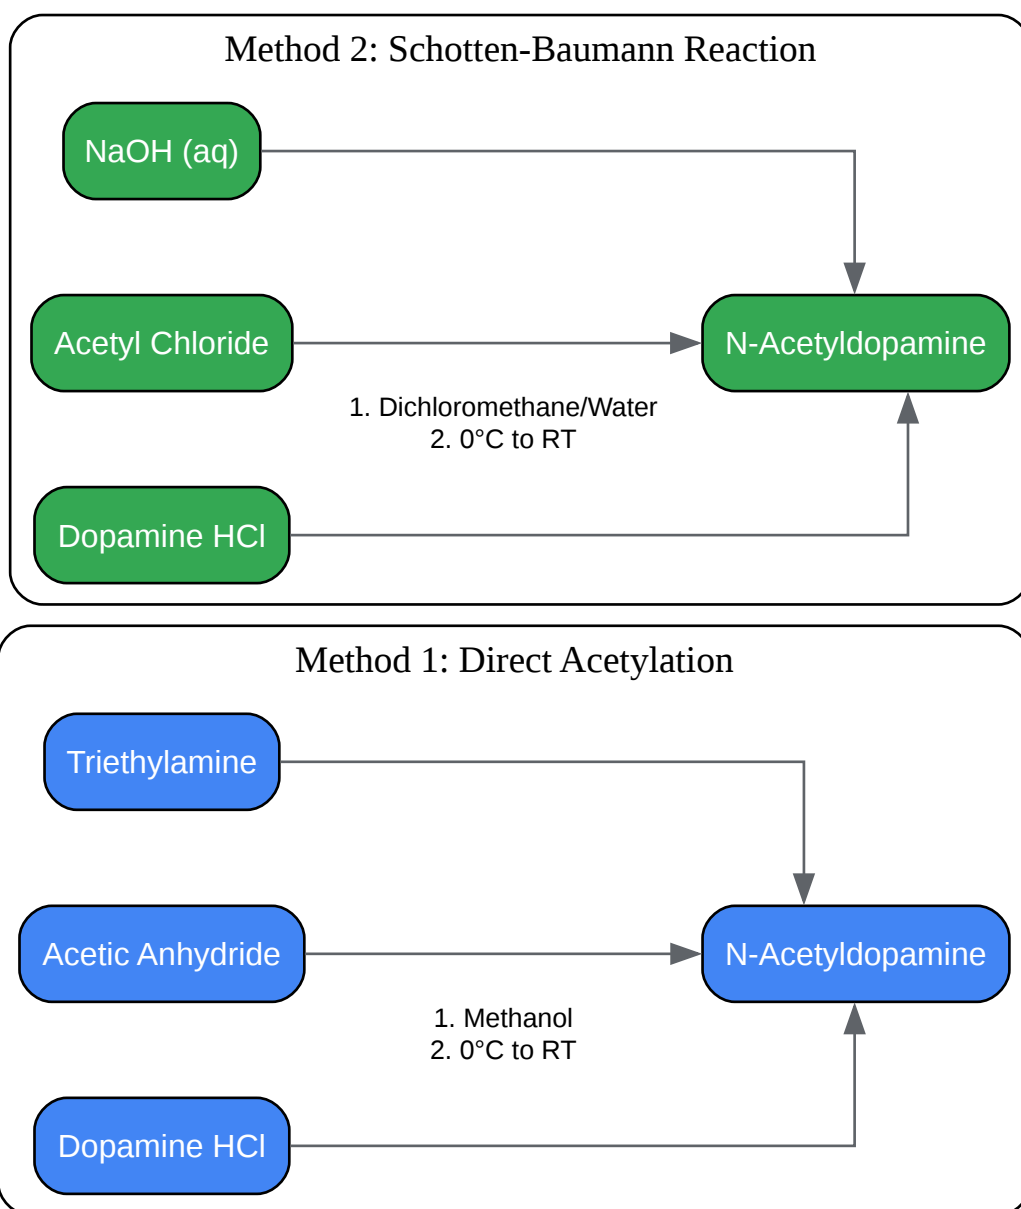 Method 2: Schotten-Baumann Reaction
NaOH (aq)
Acetyl Chloride
N-Acetyldopamine
1. Dichloromethane/Water
2. 0°C to RT
Dopamine HCl
Method 1: Direct Acetylation
Triethylamine
Acetic Anhydride
N-Acetyldopamine
1. Methanol
2. 0°C to RT
Dopamine HCl